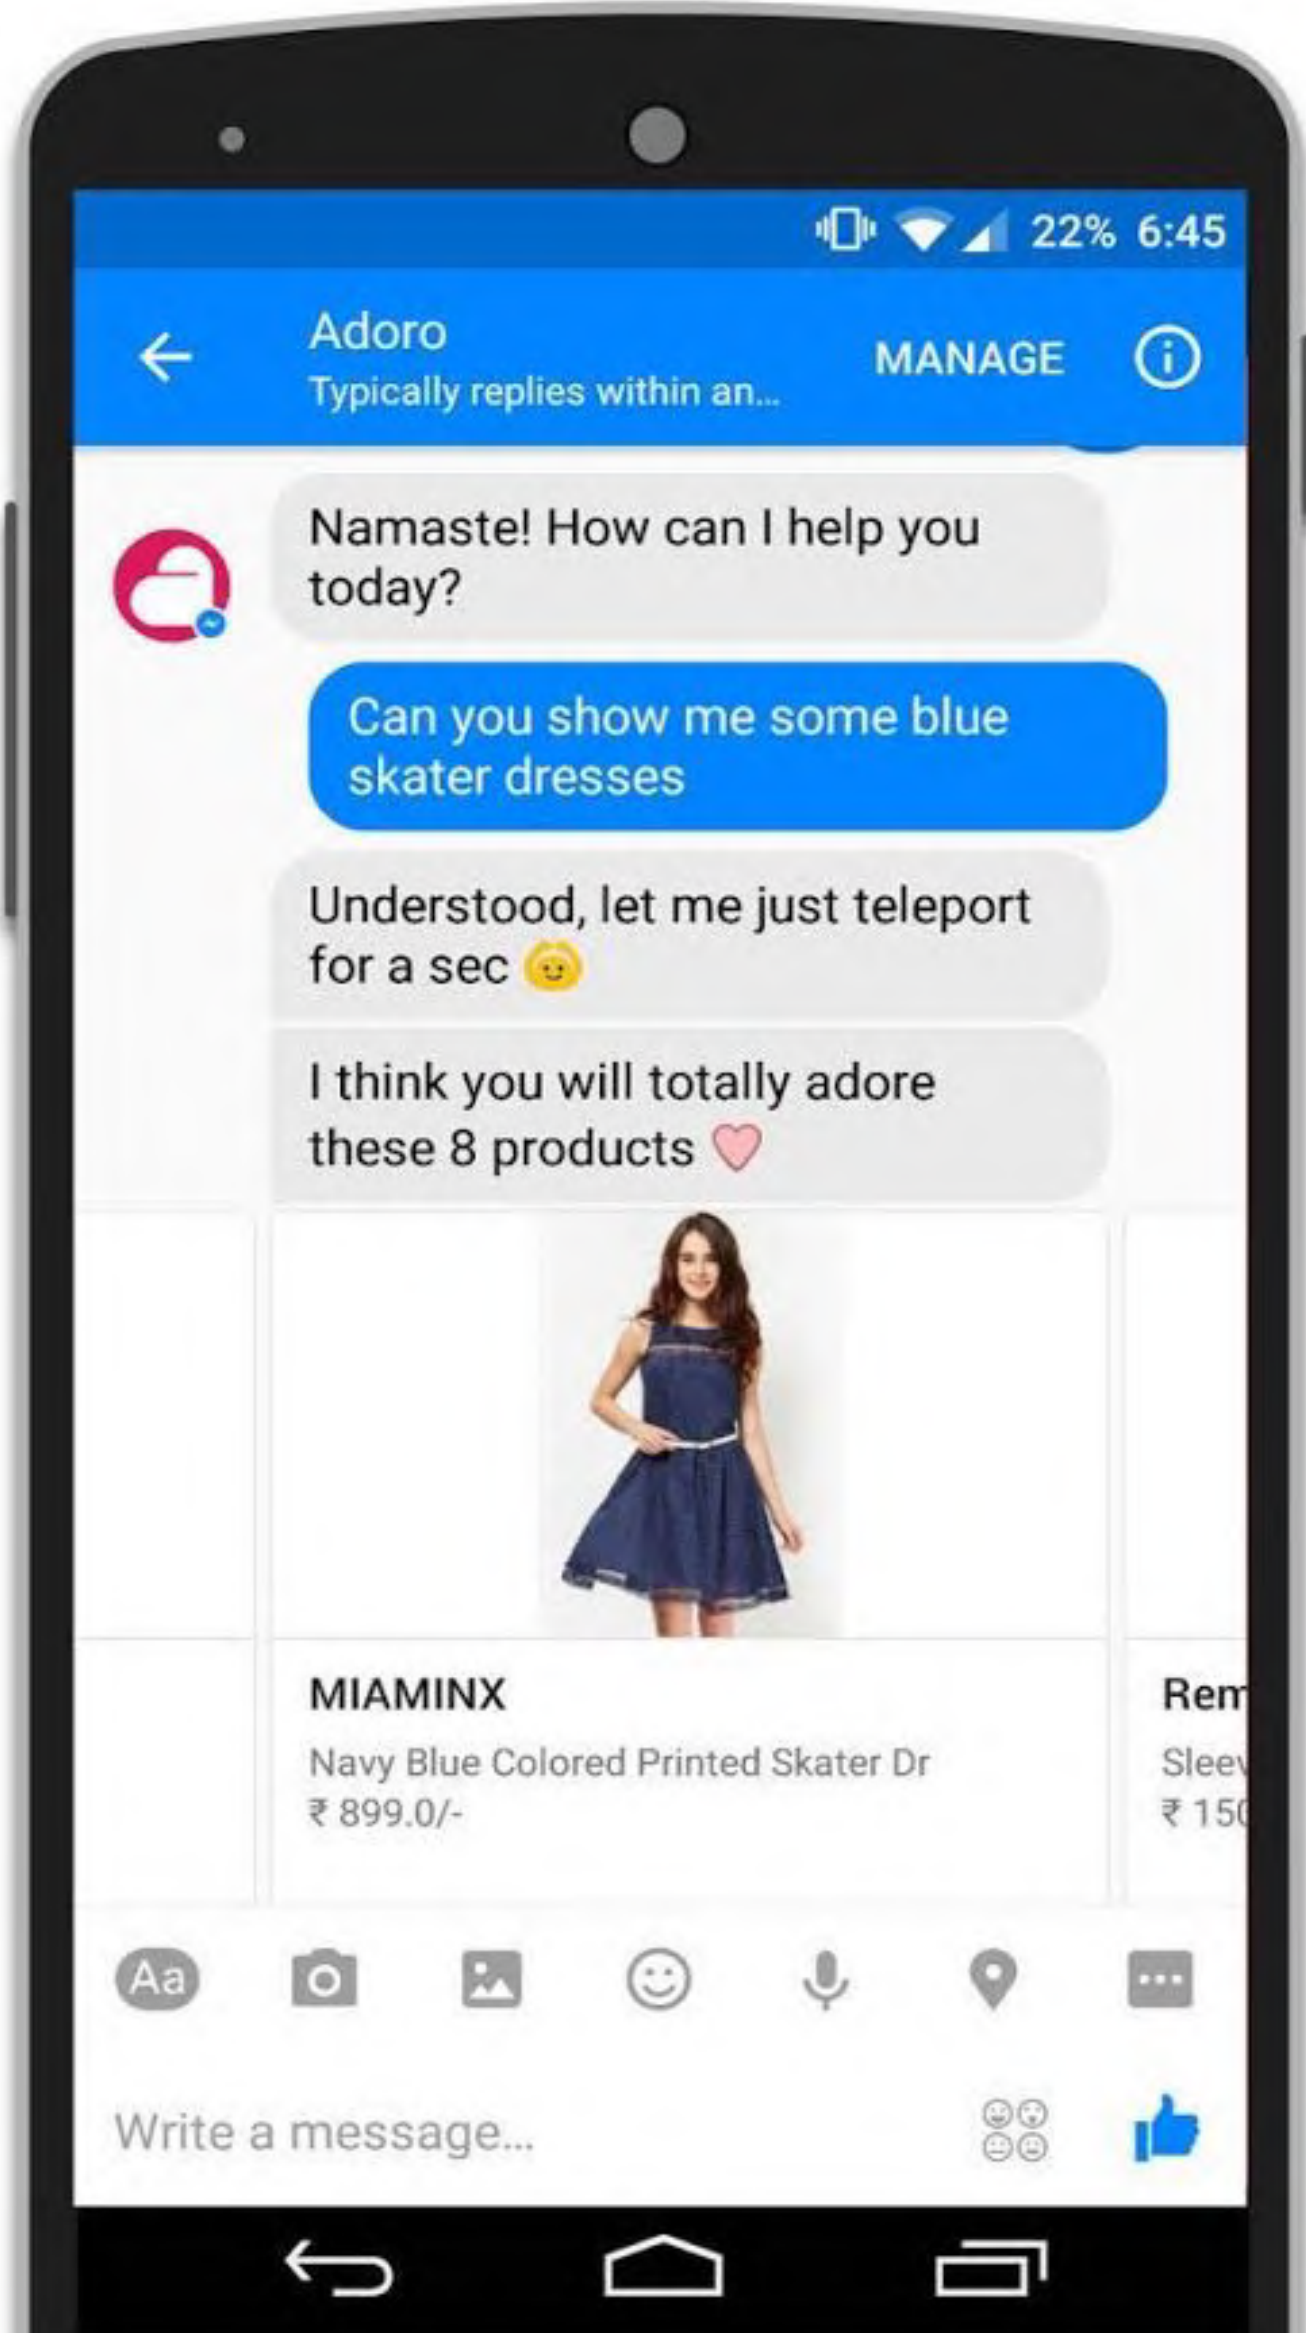 22% 6:45
Adoro
Typically replies within an...
MANAGE
Namaste! How can I help you
today?
Can you show me some blue
skater dresses
Understood, let me just teleport
for a sec 🙆
I think you will totally adore
these 8 products 💗
MIAMINX
Navy Blue Colored Printed Skater Dr
₹ 899.0/-
Rem
Sleev
₹ 150
Aa
Write a message...